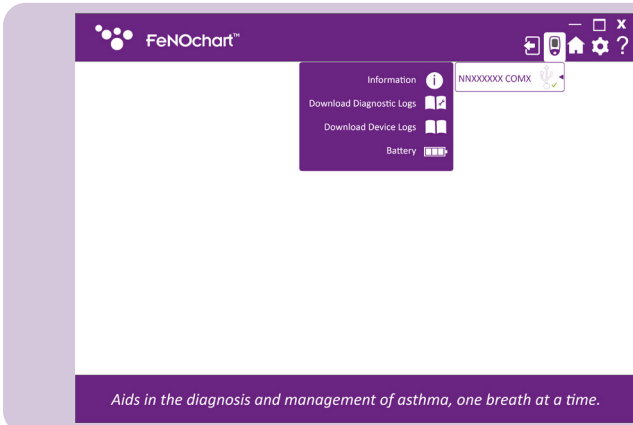 FeNOchart™
NNXXXXXX COMX
Information
Download Diagnostic Logs
Download Device Logs
Battery
Aids in the diagnosis and management of asthma, one breath at a time.